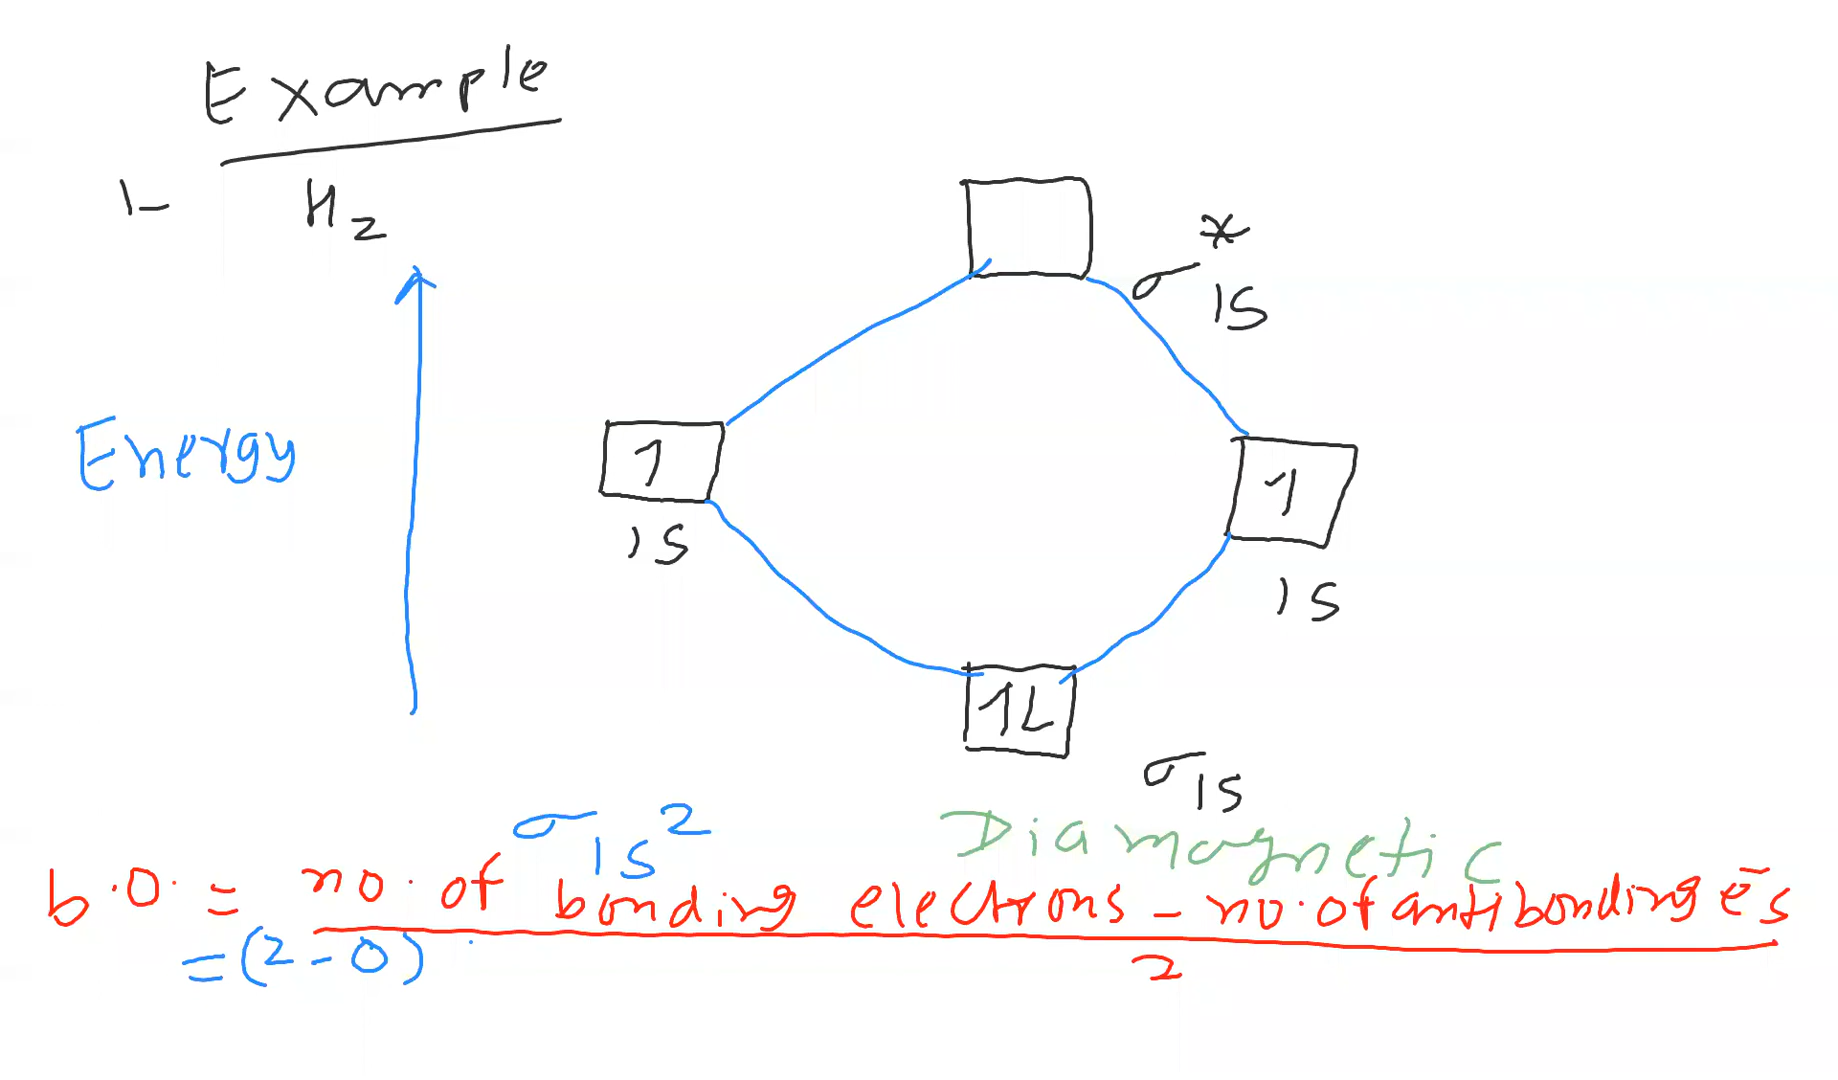 Example
1- H2
σ* 1s
Energy
1
1
1s
1s
1L
σ1s
σ1s²
Diamagnetic
b.o. = no. of bonding electrons - no. of antibonding e̅s
2
= (2-0)